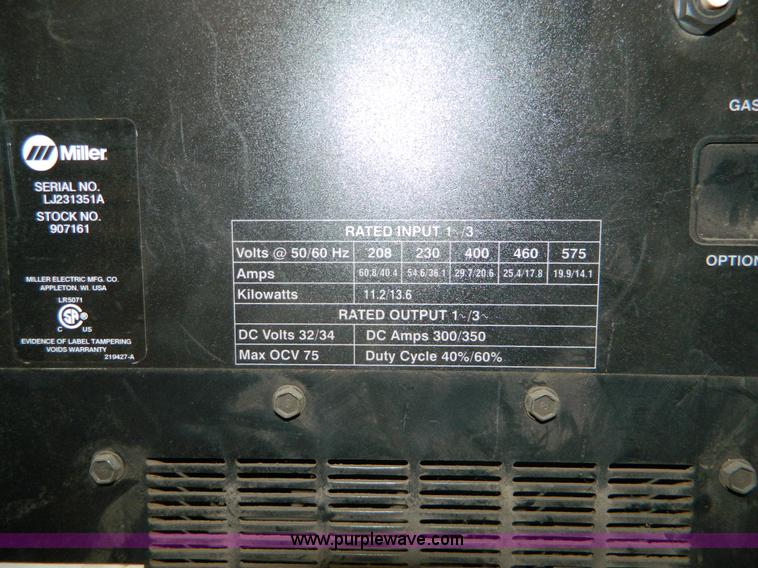 Miller
SERIAL NO.
LJ231351A
STOCK NO.
907161
MILLER ELECTRIC MFG. CO.
APPLETON, WI. USA
LR5071
C US
EVIDENCE OF LABEL TAMPERING
VOIDS WARRANTY
219427-A
RATED INPUT 1~/3
Volts @ 50/60 Hz 208 230 400 460 575
Amps 60.8/40.4 54.6/36.1 29.7/20.6 25.4/17.8 19.9/14.1
Kilowatts 11.2/13.6
RATED OUTPUT 1~/3~
DC Volts 32/34 DC Amps 300/350
Max OCV 75 Duty Cycle 40%/60%
GAS
OPTION
www.purplewave.com